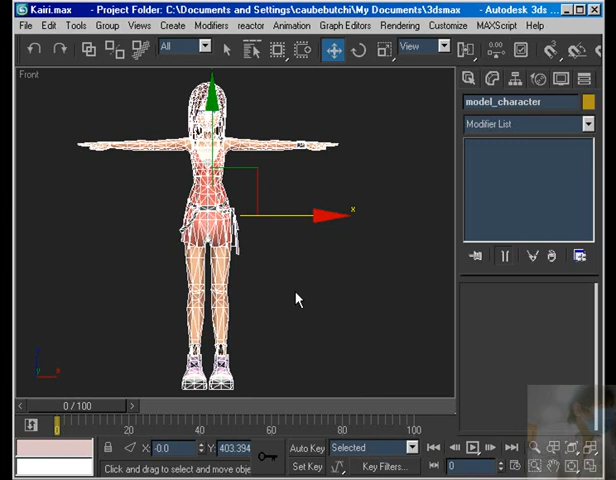 Kairi.max - Project Folder: C:\Documents and Settings\caubebutchi\My Documents\3dsmax - Autodesk 3ds ...
File Edit Tools Group Views Create Modifiers reactor Animation Graph Editors Rendering Customize MAXScript Help
All View
Front
model_character
Modifier List
x
x
y
0 / 100
0 20 40 60 80 100
X: -0.0 Y: 403.394 Auto Key Selected
Click and drag to select and move obje Set Key Key Filters... 0